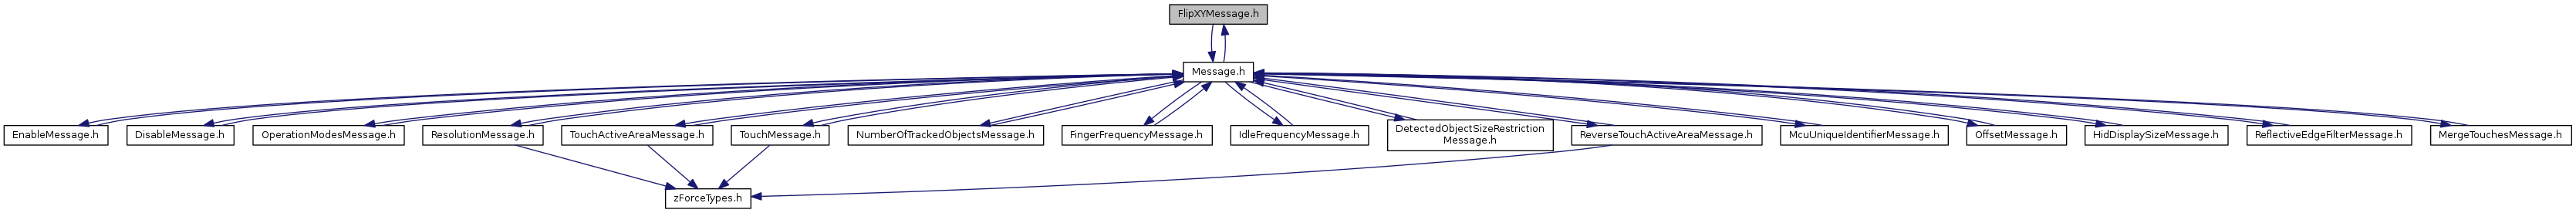 FlipXYMessage.h
Message.h
EnableMessage.h
DisableMessage.h
OperationModesMessage.h
ResolutionMessage.h
TouchActiveAreaMessage.h
TouchMessage.h
NumberOfTrackedObjectsMessage.h
FingerFrequencyMessage.h
IdleFrequencyMessage.h
DetectedObjectSizeRestriction
Message.h
ReverseTouchActiveAreaMessage.h
McuUniqueIdentifierMessage.h
OffsetMessage.h
HidDisplaySizeMessage.h
ReflectiveEdgeFilterMessage.h
MergeTouchesMessage.h
zForceTypes.h